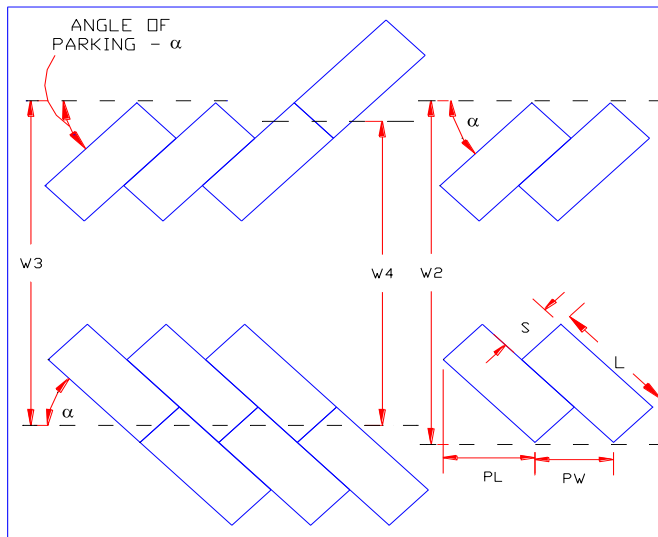 ANGLE OF
PARKING - α
α
W3
W4
W2
S
L
α
PL
PW